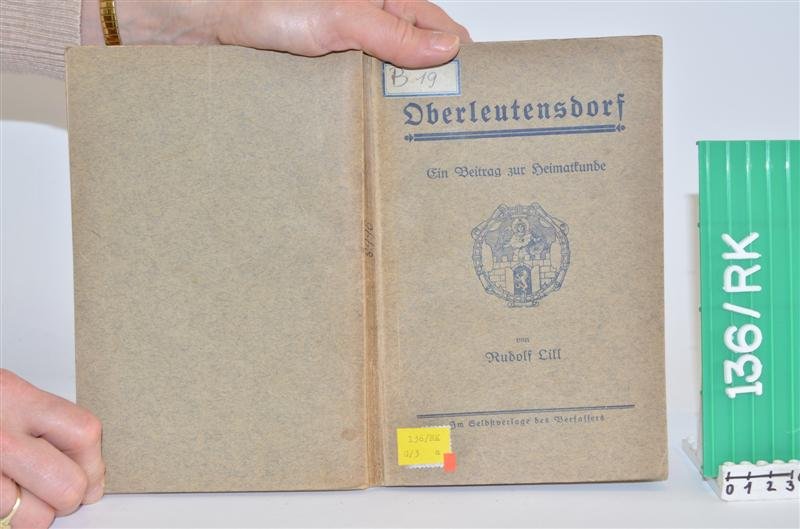 B 19
Oberleutensdorf
Ein Beitrag zur Heimatkunde
von
Rudolf Lill
Im Selbstverlage des Verfassers
136/RK
a
136/RK
0 1 2 3